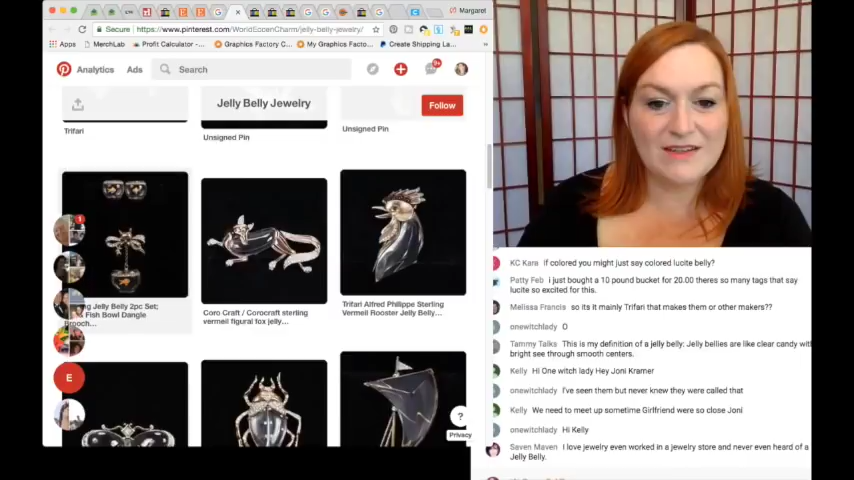 Margaret
Secure https://www.pinterest.com/WorldEccenCharm/jelly-belly-jewelry/
Apps MerchLab Profit Calculator - Graphics Factory C My Graphics Facto Create Shipping La
Analytics Ads Search 9+
Jelly Belly Jewelry Follow
Trifari
Unsigned Pin
Unsigned Pin
ng Jelly Belly 2pc Set;
Fish Bowl Dangle
Brooch...
Coro Craft / Corocraft sterling
vermeil figural fox jelly...
Trifari Alfred Philippe Sterling
Vermeil Rooster Jelly Belly...
1
E
?
Privacy
KC Kara if colored you might just say colored lucite belly?
Patty Feb i just bought a 10 pound bucket for 20.00 theres so many tags that say
lucite so excited for this.
Melissa Francis so its it mainly Trifari that makes them or other makers??
onewitchlady O
Tammy Talks This is my definition of a jelly belly: Jelly bellies are like clear candy with
bright see through smooth centers.
Kelly Hi One witch lady Hey Joni Kramer
onewitchlady I've seen them but never knew they were called that
Kelly We need to meet up sometime Girlfriend were so close Joni
onewitchlady Hi Kelly
Saven Maven I love jewelry even worked in a jewelry store and never even heard of a
Jelly Belly.